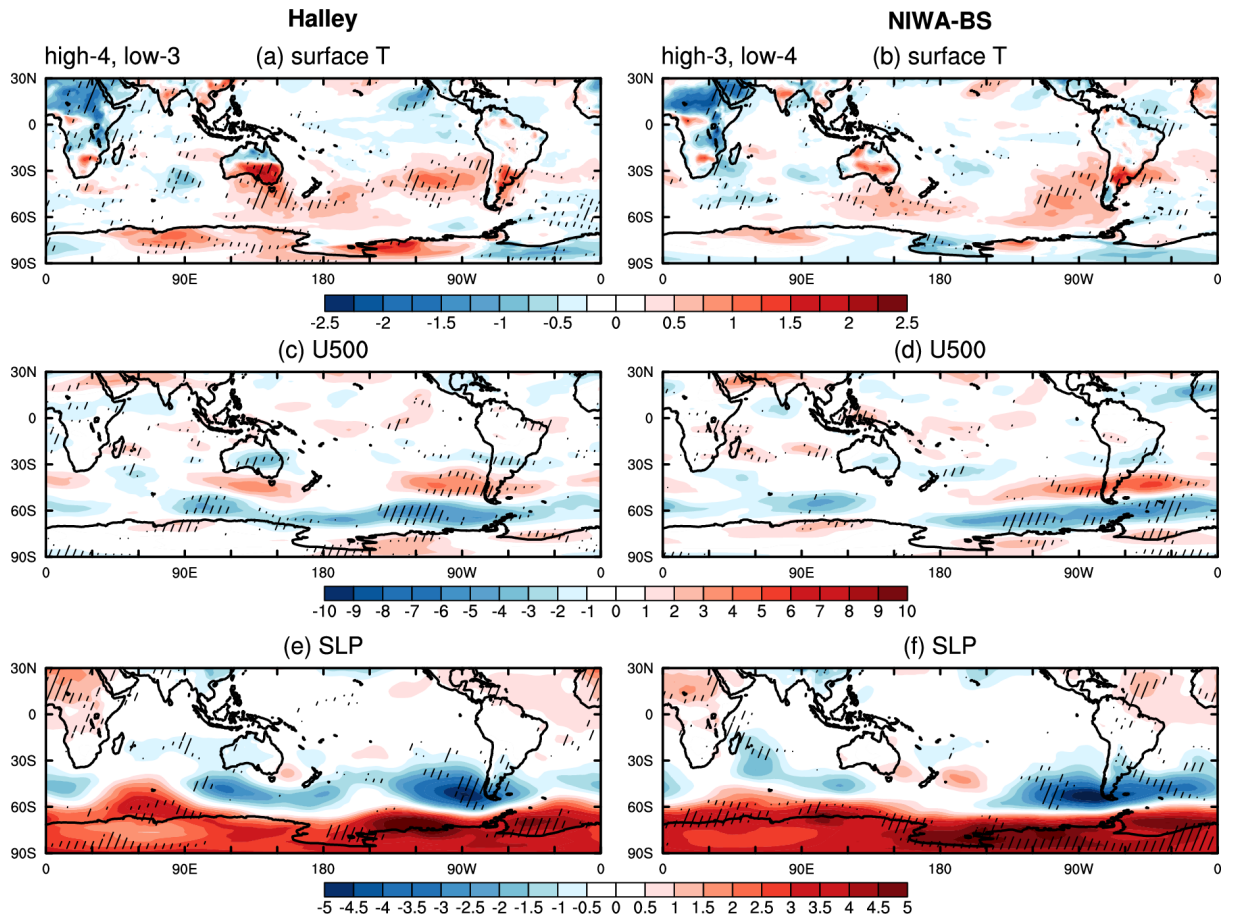 Halley NIWA-BS
high-4, low-3 (a) surface T high-3, low-4 (b) surface T
30N 30N
0 0
30S 30S
60S 60S
90S 90S
0 90E 180 90W 0 0 90E 180 90W 0
-2.5 -2 -1.5 -1 -0.5 0 0.5 1 1.5 2 2.5
(c) U500 (d) U500
30N 30N
0 0
30S 30S
60S 60S
90S 90S
0 90E 180 90W 0 0 90E 180 90W 0
-10 -9 -8 -7 -6 -5 -4 -3 -2 -1 0 1 2 3 4 5 6 7 8 9 10
(e) SLP (f) SLP
30N 30N
0 0
30S 30S
60S 60S
90S 90S
0 90E 180 90W 0 0 90E 180 90W 0
-5 -4.5 -4 -3.5 -3 -2.5 -2 -1.5 -1 -0.5 0 0.5 1 1.5 2 2.5 3 3.5 4 4.5 5